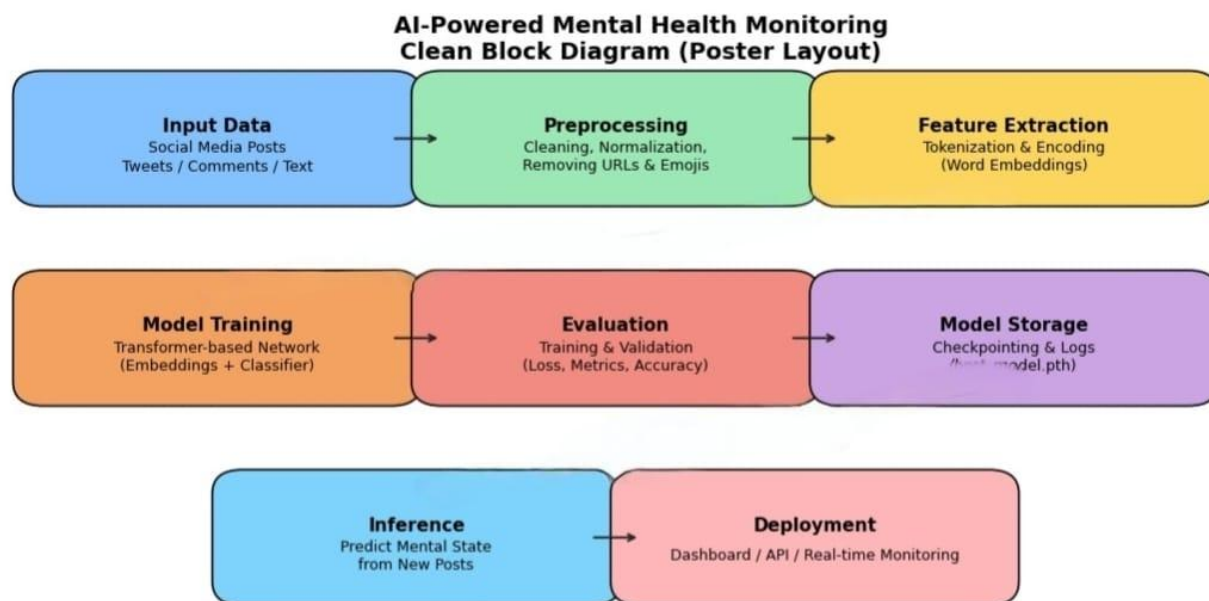 AI-Powered Mental Health Monitoring
Clean Block Diagram (Poster Layout)
Input Data
Social Media Posts
Tweets / Comments / Text
Preprocessing
Cleaning, Normalization,
Removing URLs & Emojis
Feature Extraction
Tokenization & Encoding
(Word Embeddings)
Model Training
Transformer-based Network
(Embeddings + Classifier)
Evaluation
Training & Validation
(Loss, Metrics, Accuracy)
Model Storage
Checkpointing & Logs
Inference
Predict Mental State
from New Posts
Deployment
Dashboard / API / Real-time Monitoring